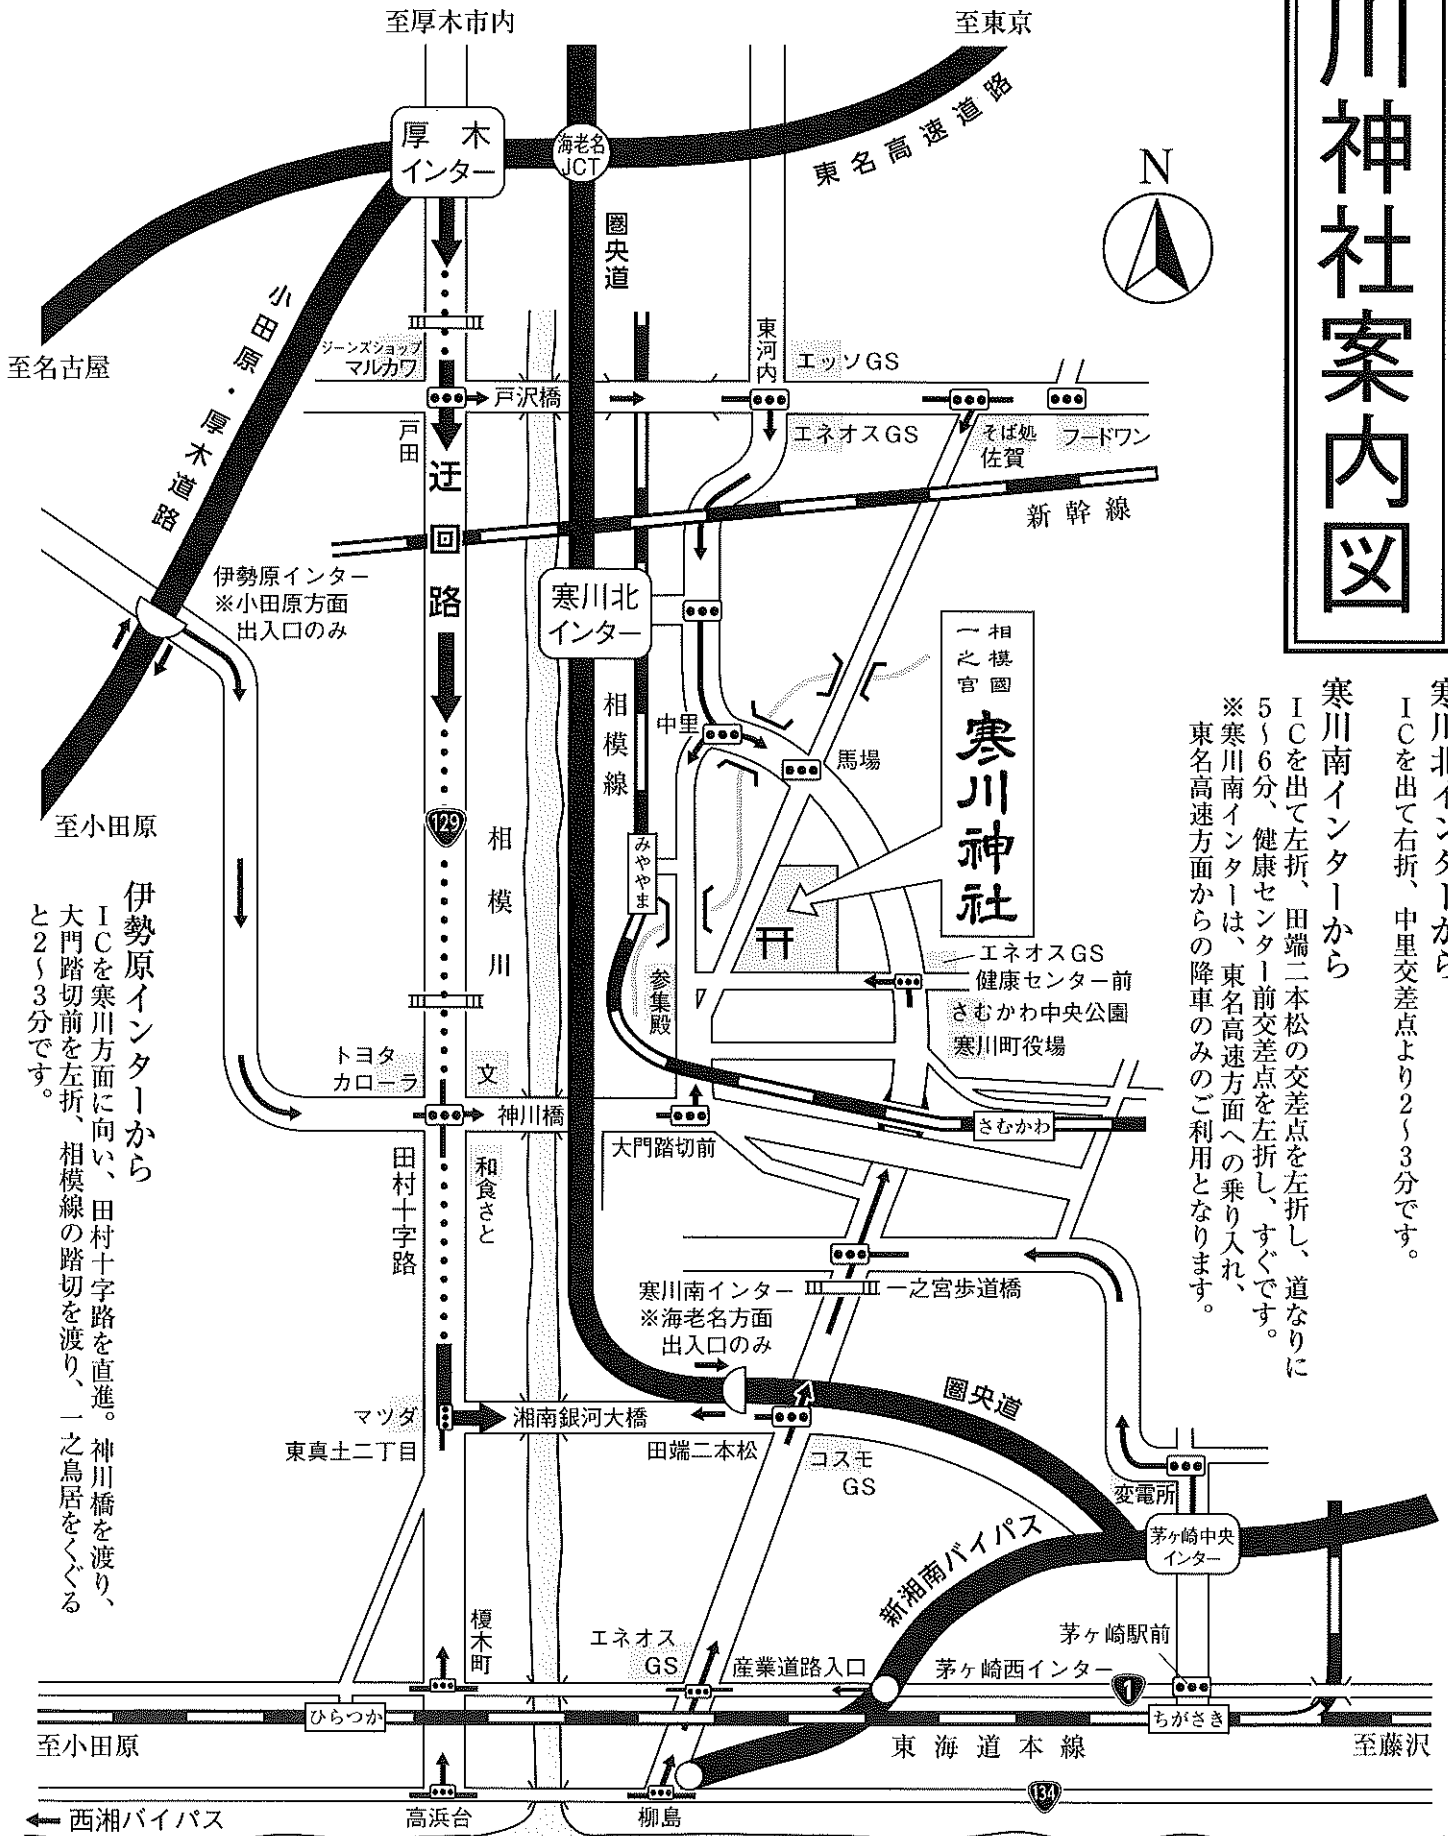 川神社案内図
寒川北インターから
ICを出て右折、中里交差点より2〜3分です。
寒川南インターから
ICを出て左折、田端二本松の交差点を左折し、道なりに
5〜6分、健康センター前交差点を左折し、すぐです。
※寒川南インターは、東名高速方面への乗り入れ、
東名高速方面からの降車のみのご利用となります。
至厚木市内
至東京
厚木
インター
海老名
JCT
東名高速道路
N
圏央道
小田原・厚木道路
至名古屋
ジーンズショップ
マルカワ
東河内
エッソGS
戸沢橋
戸田
エネオスGS
そば処
佐賀
フードワン
迂回路
新幹線
伊勢原インター
※小田原方面
出入口のみ
寒川北
インター
相模國
一之宮
寒川神社
相模線
中里
馬場
至小田原
129
相模川
みややま
エネオスGS
健康センター前
さむかわ中央公園
寒川町役場
参集殿
伊勢原インターから
ICを寒川方面に向い、田村十字路を直進。神川橋を渡り、
大門踏切前を左折、相模線の踏切を渡り、一之鳥居をくぐる
と2〜3分です。
トヨタ
カローラ
文
神川橋
大門踏切前
さむかわ
田村十字路
和食さと
寒川南インター
※海老名方面
出入口のみ
一之宮歩道橋
圏央道
マツダ
東真土二丁目
湘南銀河大橋
田端二本松
コスモ
GS
変電所
新湘南バイパス
茅ヶ崎中央
インター
榎木町
エネオス
GS
産業道路入口
茅ヶ崎西インター
茅ヶ崎駅前
1
ひらつか
ちがさき
至小田原
東海道本線
至藤沢
134
西湘バイパス
高浜台
柳島